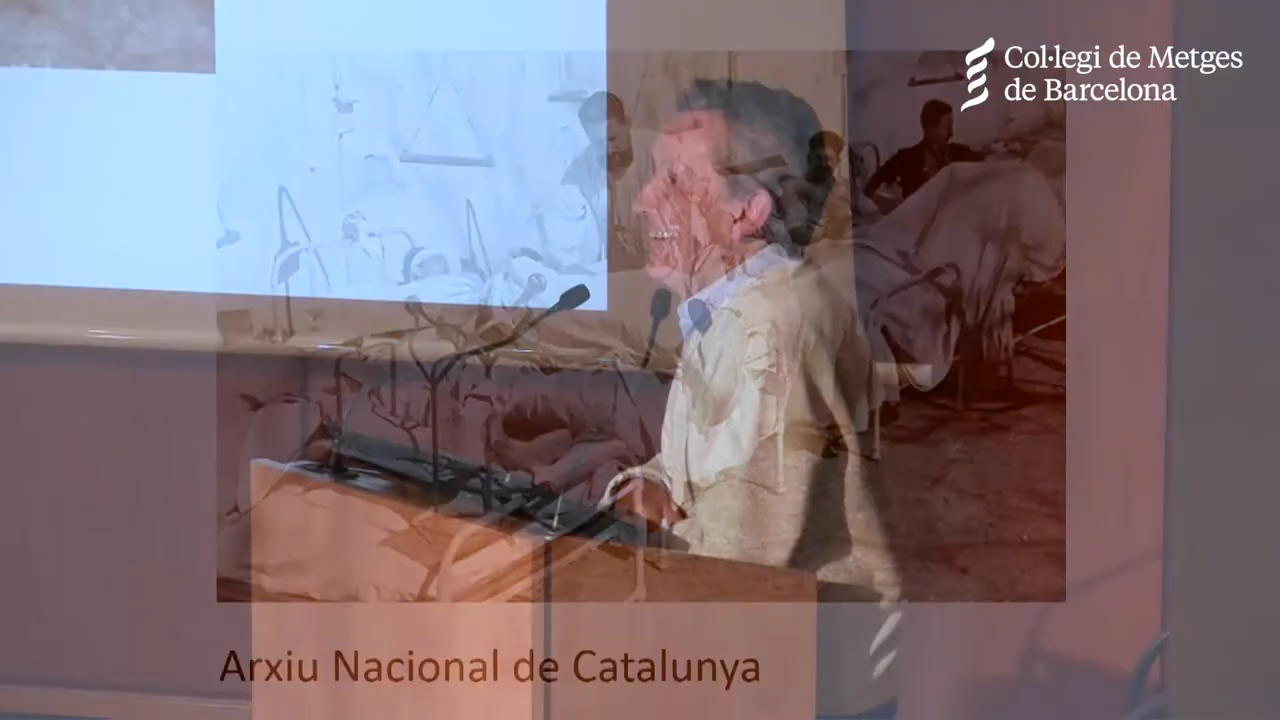 Col·legi de Metges
de Barcelona
Arxiu Nacional de Catalunya